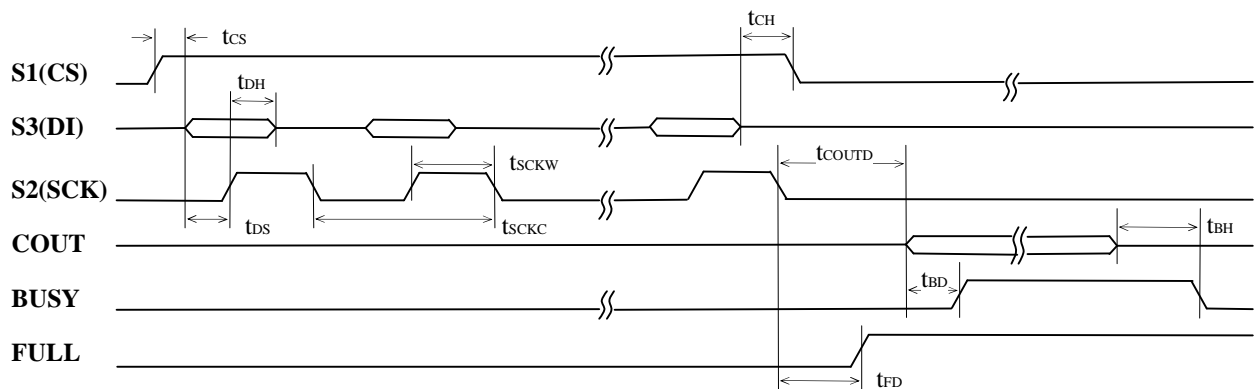 tCS
tCH
S1(CS)
tDH
S3(DI)
tSCKW
tCOUTD
S2(SCK)
tDS
tSCKC
COUT
tBH
tBD
BUSY
FULL
tFD